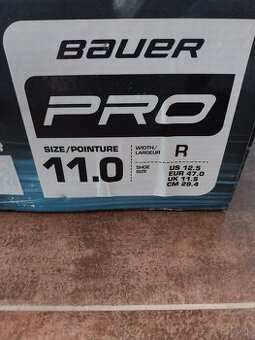 BAUER
PRO
SIZE/POINTURE
11.0
WIDTH/
LARGEUR
R
SHOE
SIZE
US 12.5
EUR 47.0
UK 11.5
CM 29.4